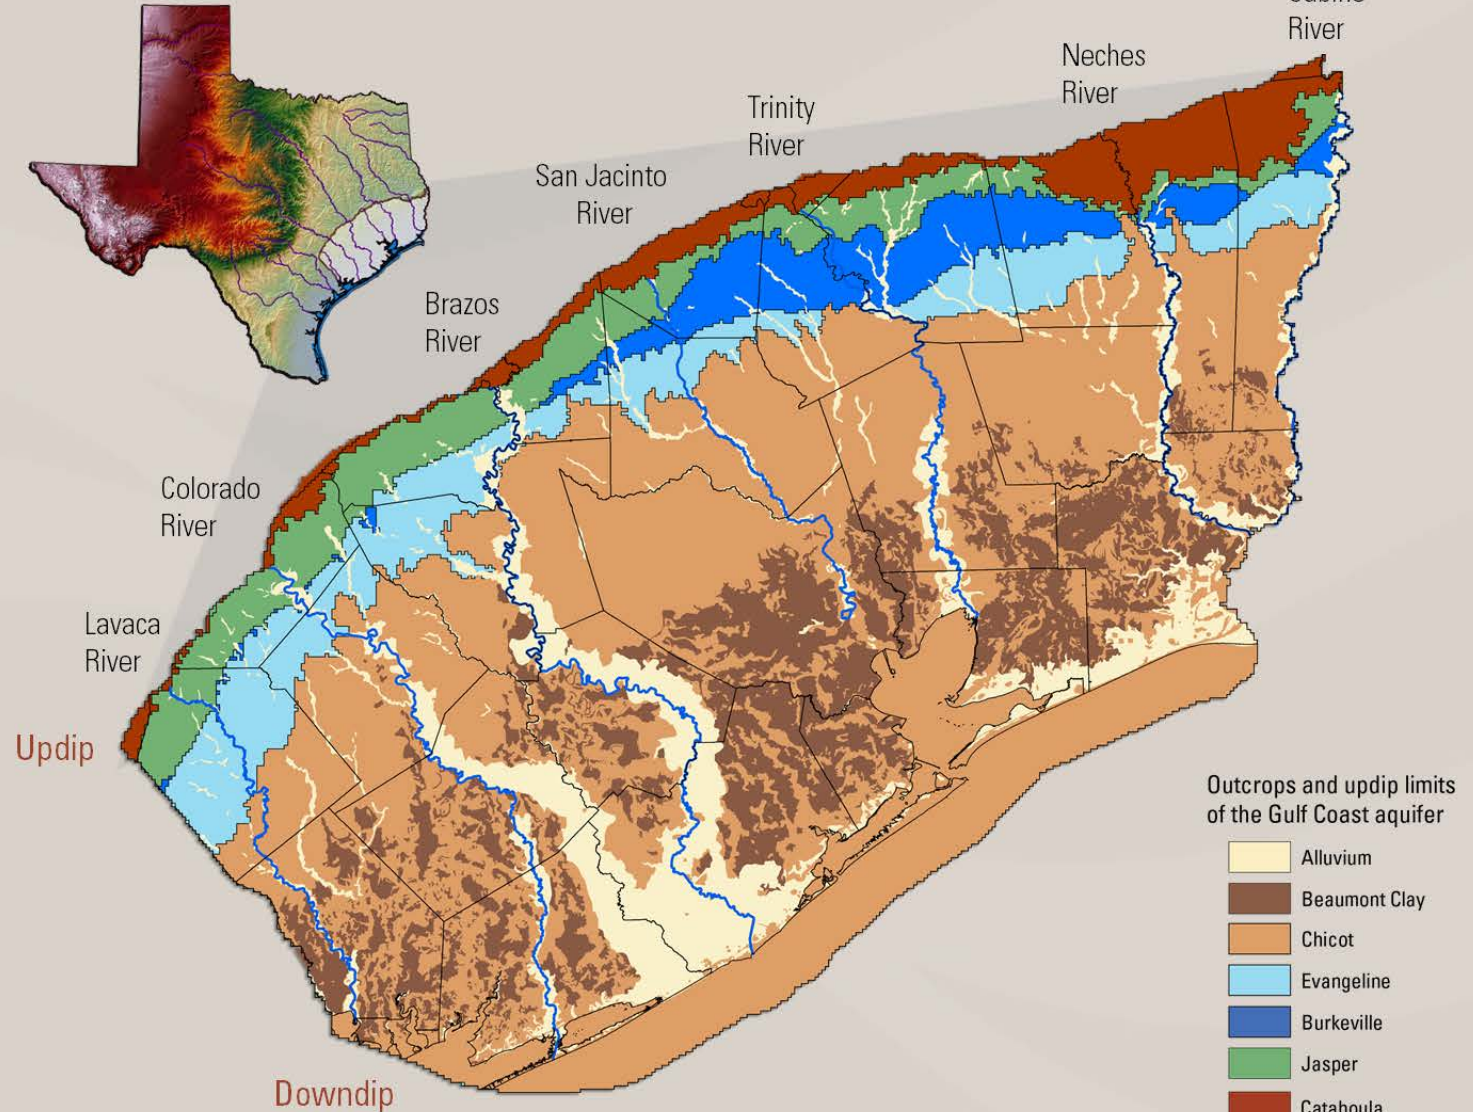 River
Neches
River
Trinity
River
San Jacinto
River
Brazos
River
Colorado
River
Lavaca
River
Updip
Downdip
Outcrops and updip limits
of the Gulf Coast aquifer
Alluvium
Beaumont Clay
Chicot
Evangeline
Burkeville
Jasper
Catahoula